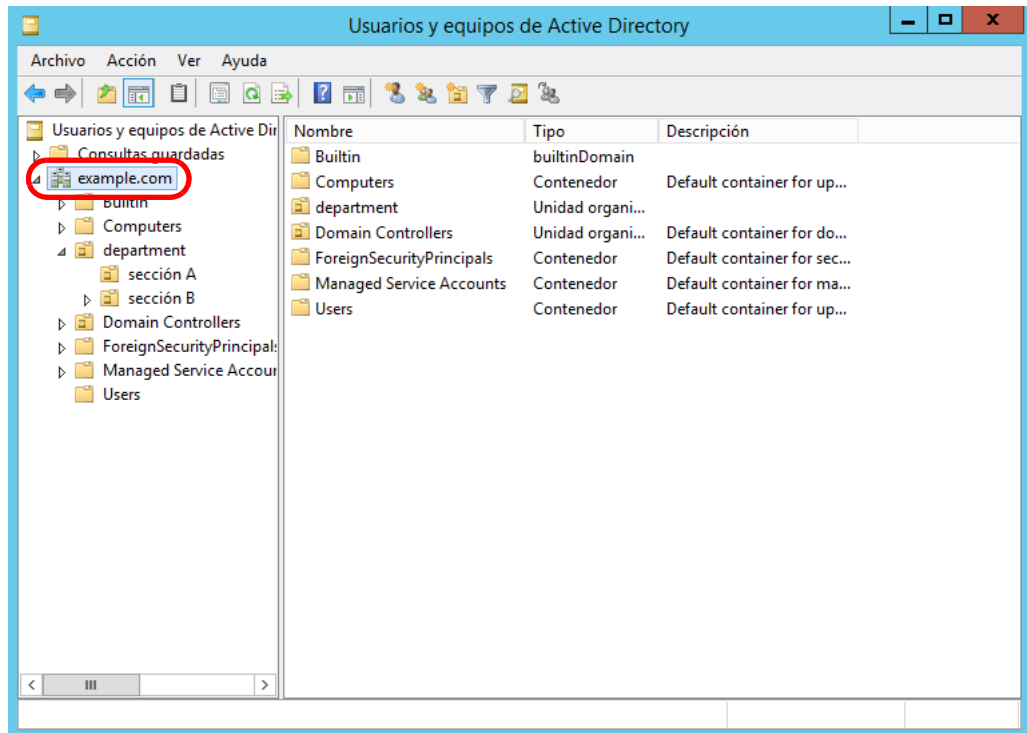 Usuarios y equipos de Active Directory
Archivo Acción Ver Ayuda
Usuarios y equipos de Active Dir
Consultas guardadas
example.com
Builtin
Computers
department
sección A
sección B
Domain Controllers
ForeignSecurityPrincipals
Managed Service Accour
Users
Nombre Tipo Descripción
Builtin builtinDomain
Computers Contenedor Default container for up...
department Unidad organi...
Domain Controllers Unidad organi... Default container for do...
ForeignSecurityPrincipals Contenedor Default container for sec...
Managed Service Accounts Contenedor Default container for ma...
Users Contenedor Default container for up...